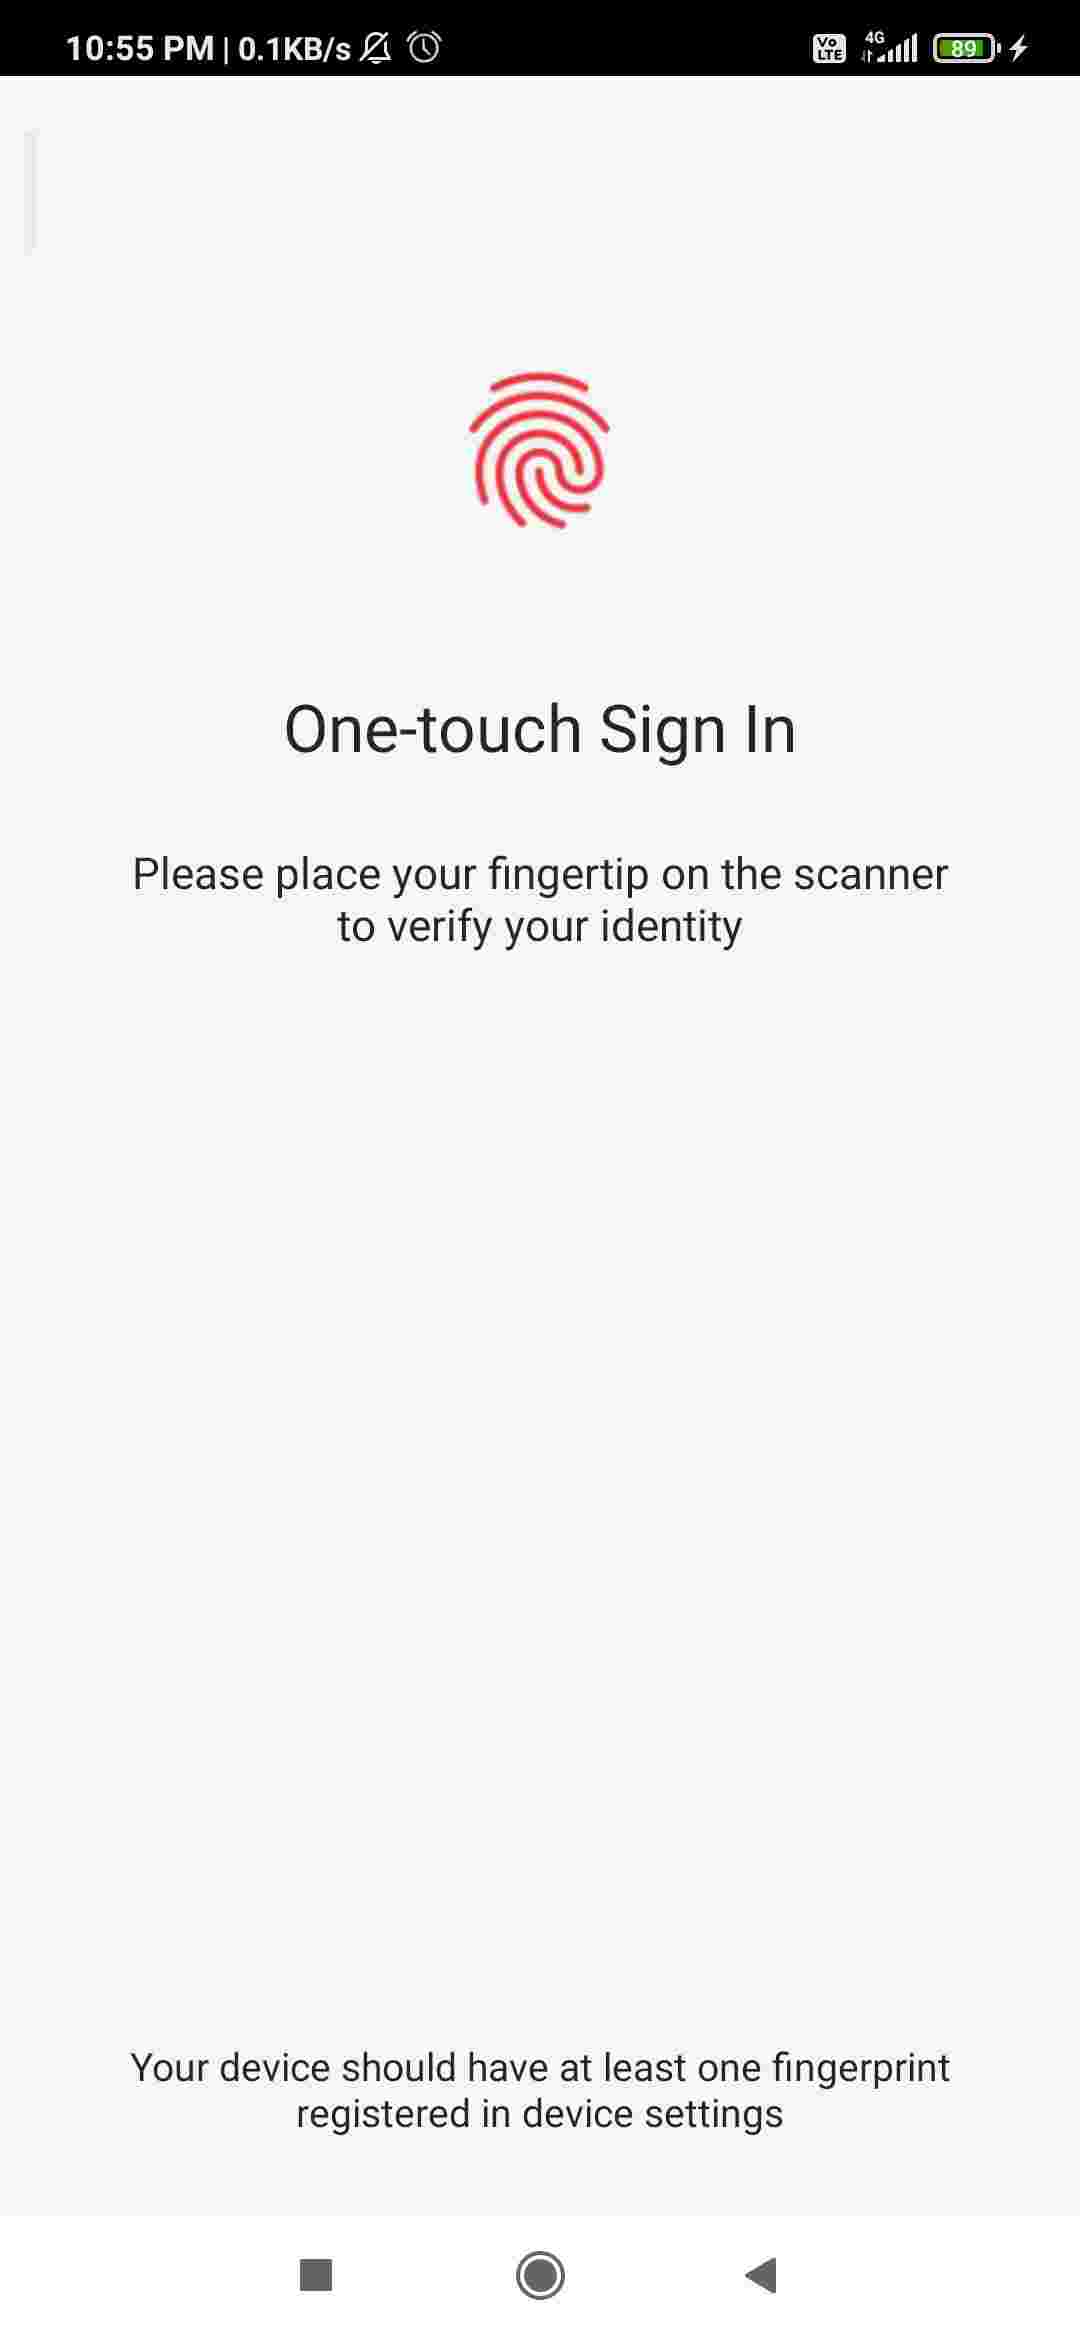 10:55 PM | 0.1KB/s
Vo LTE 4G 89
One-touch Sign In
Please place your fingertip on the scanner
to verify your identity
Your device should have at least one fingerprint
registered in device settings